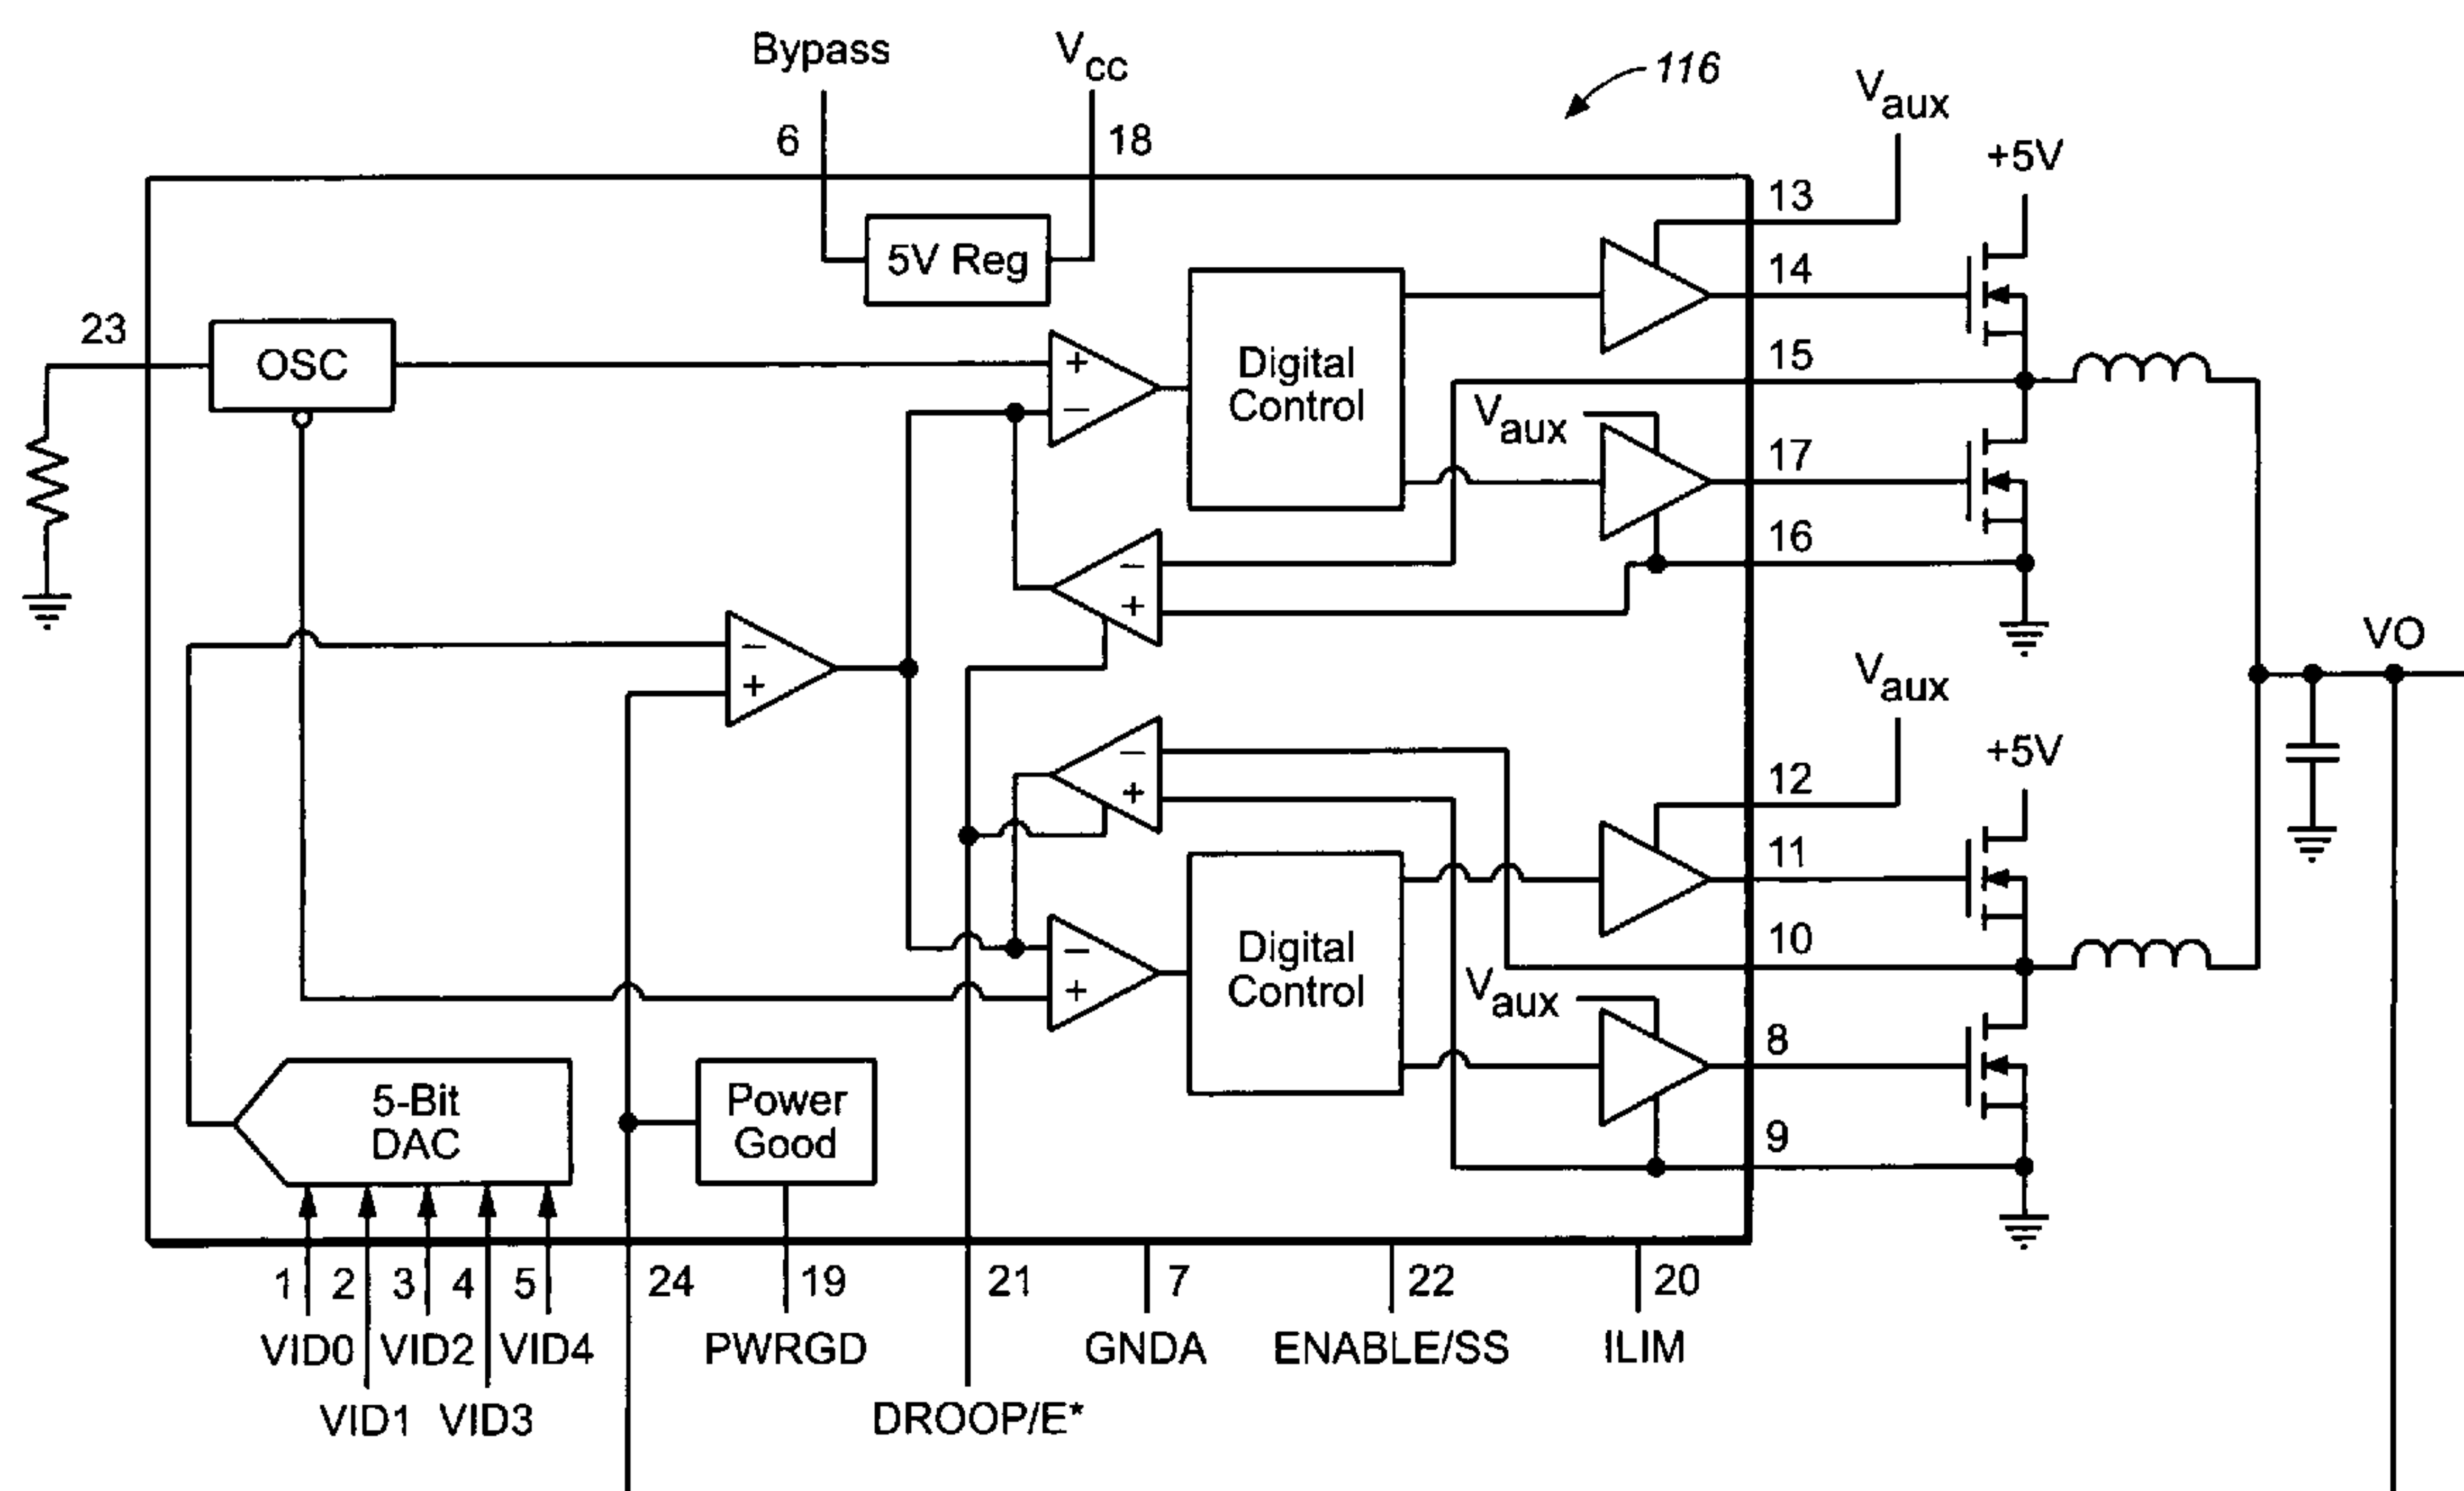 Bypass
Vcc
116
Vaux
+5V
6
18
13
5V Reg
14
23
OSC
+
−
Digital
Control
15
Vaux
17
16
−
+
−
+
VO
Vaux
+5V
−
+
12
11
10
Digital
Control
−
+
Vaux
8
9
5-Bit
DAC
Power
Good
1 2 3 4 5 24 19 21 7 22 20
VID0 VID2 VID4 PWRGD GNDA ENABLE/SS ILIM
VID1 VID3 DROOP/E*